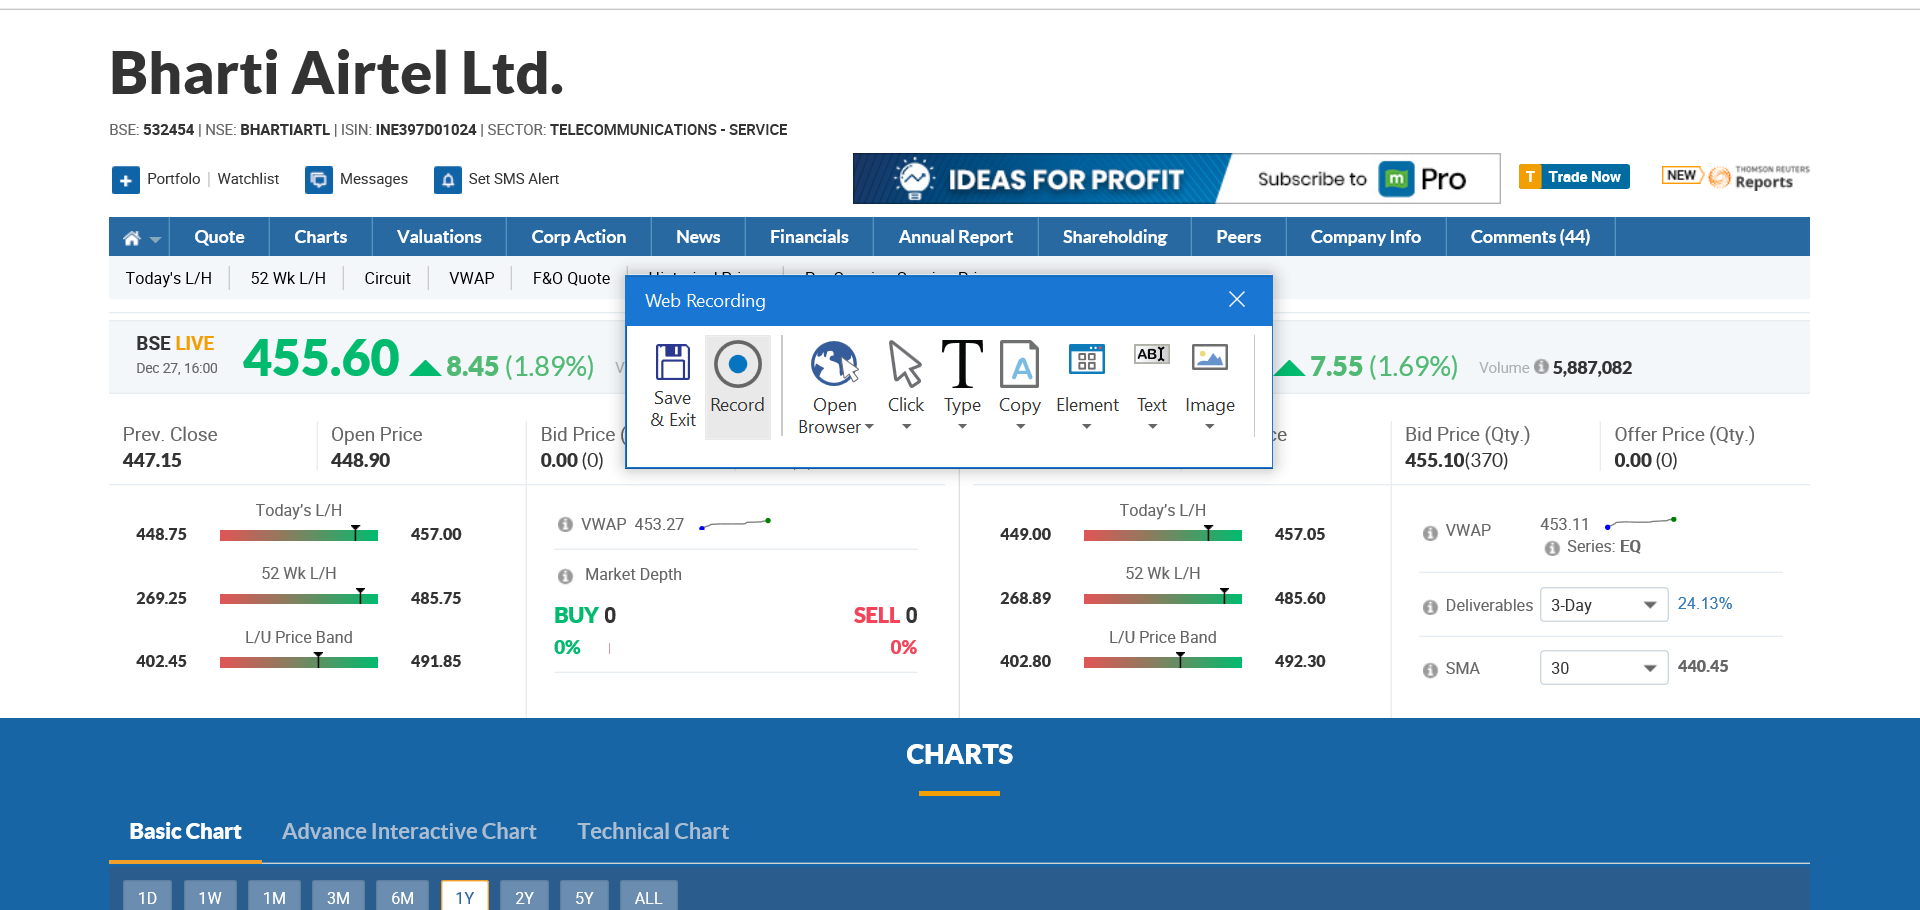 Bharti Airtel Ltd.
BSE: 532454 | NSE: BHARTIARTL | ISIN: INE397D01024 | SECTOR: TELECOMMUNICATIONS - SERVICE
Portfolo | Watchlist Messages Set SMS Alert
IDEAS FOR PROFIT Subscribe to m Pro
T Trade Now
NEW THOMSON REUTERS Reports
Quote Charts Valuations Corp Action News Financials Annual Report Shareholding Peers Company Info Comments (44)
Today's L/H 52 Wk L/H Circuit VWAP F&O Quote
Web Recording
Save & Exit
Record
Open Browser
Click
Type
Copy
Element
Text
Image
BSE LIVE
Dec 27, 16:00
455.60 8.45 (1.89%)
7.55 (1.69%) Volume 5,887,082
Prev. Close
447.15
Open Price
448.90
Bid Price (
0.00 (0)
Bid Price (Qty.)
455.10(370)
Offer Price (Qty.)
0.00 (0)
Today's L/H
448.75 457.00
52 Wk L/H
269.25 485.75
L/U Price Band
402.45 491.85
VWAP 453.27
Market Depth
BUY 0 SELL 0
0% 0%
Today's L/H
449.00 457.05
52 Wk L/H
268.89 485.60
L/U Price Band
402.80 492.30
VWAP 453.11
Series: EQ
Deliverables 3-Day 24.13%
SMA 30 440.45
CHARTS
Basic Chart Advance Interactive Chart Technical Chart
1D 1W 1M 3M 6M 1Y 2Y 5Y ALL